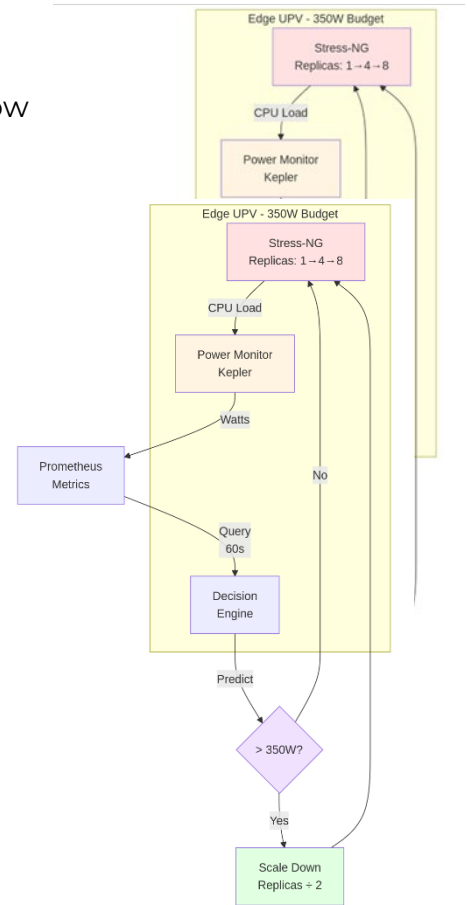 Edge UPV - 350W Budget
Stress-NG
Replicas: 1→4→8
ow
CPU Load
Power Monitor
Kepler
Edge UPV - 350W Budget
Stress-NG
Replicas: 1→4→8
CPU Load
Power Monitor
Kepler
Watts
Prometheus
Metrics
No
Query
60s
Decision
Engine
Predict
> 350W?
Yes
Scale Down
Replicas ÷ 2